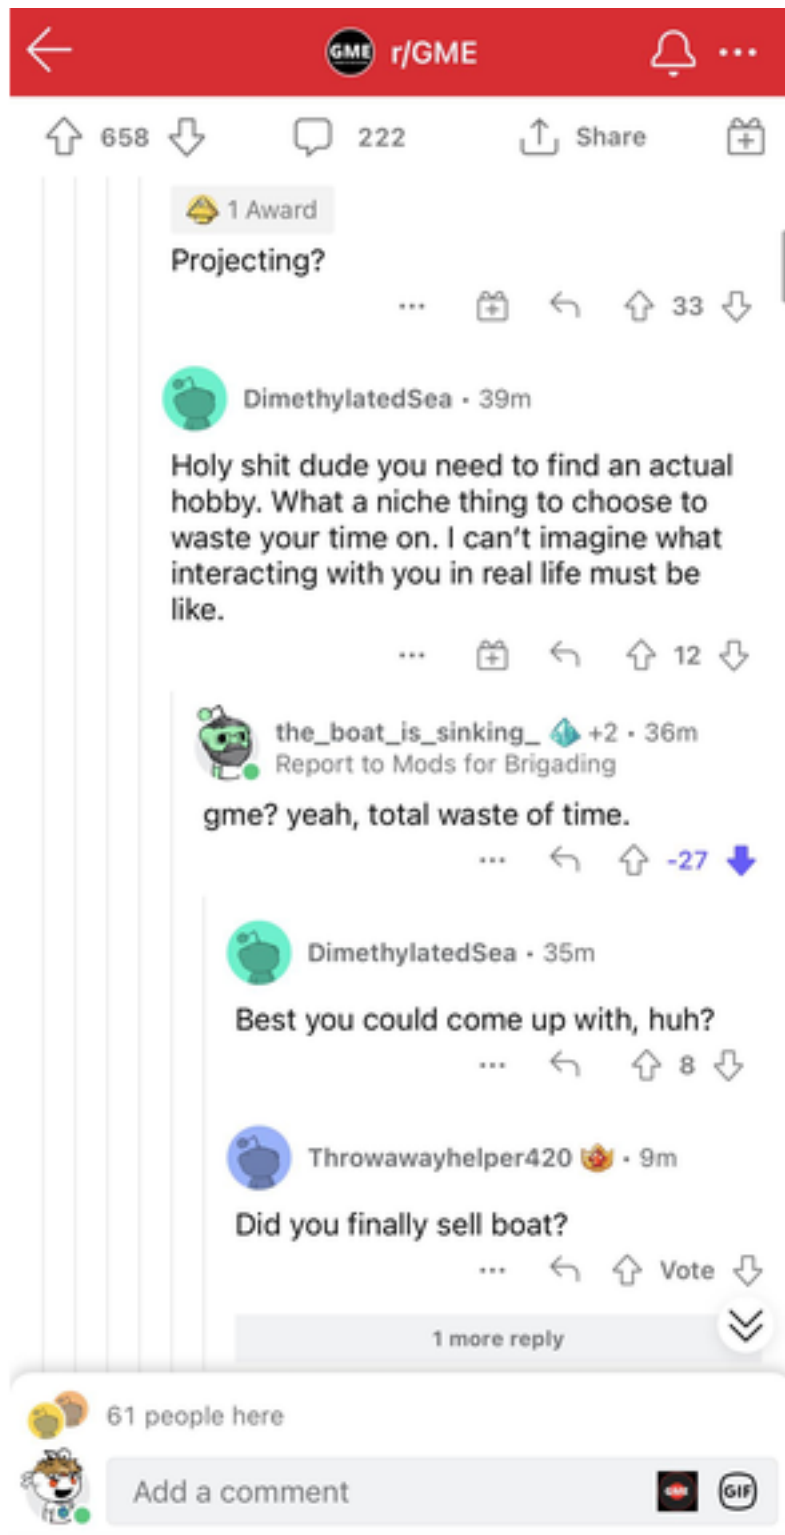 GME r/GME
658 222 Share
1 Award
Projecting?
33
DimethylatedSea • 39m
Holy shit dude you need to find an actual
hobby. What a niche thing to choose to
waste your time on. I can't imagine what
interacting with you in real life must be
like.
12
the_boat_is_sinking_ +2 • 36m
Report to Mods for Brigading
gme? yeah, total waste of time.
-27
DimethylatedSea • 35m
Best you could come up with, huh?
8
Throwawayhelper420 • 9m
Did you finally sell boat?
Vote
1 more reply
61 people here
Add a comment GME GIF